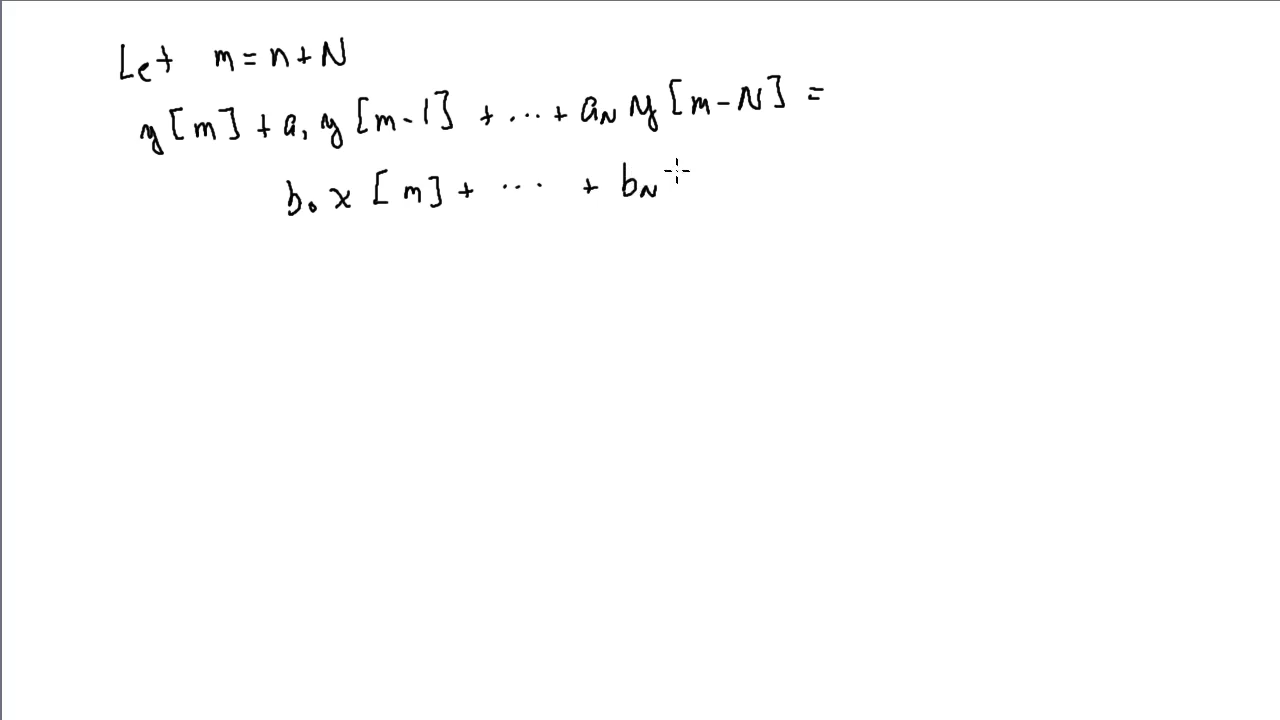 Let m = n + N
y[m] + a₁ y[m-1] + ... + a_N y[m-N] =
b₀ x[m] + ... + b_N